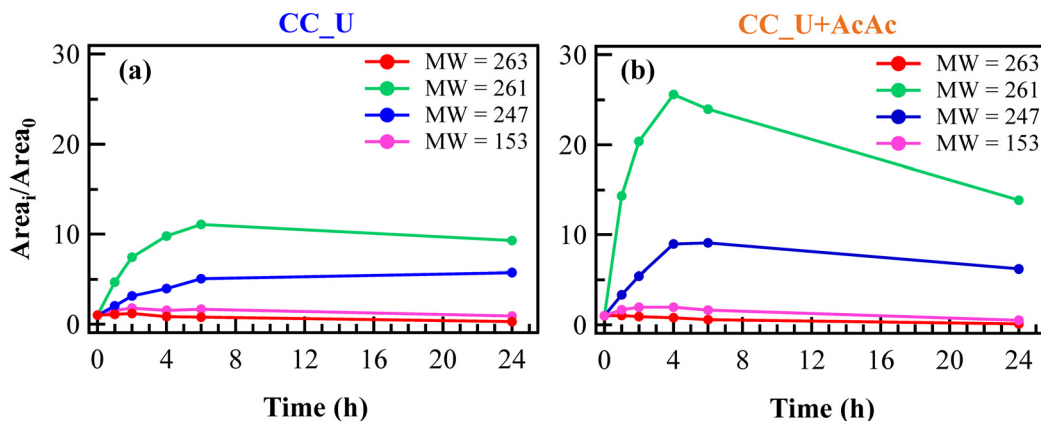 CC_U
(a)
MW = 263
MW = 261
MW = 247
MW = 153
30
20
10
0
Areaᵢ/Area₀
0 4 8 12 16 20 24
Time (h)
CC_U+AcAc
(b)
MW = 263
MW = 261
MW = 247
MW = 153
30
20
10
0
0 4 8 12 16 20 24
Time (h)